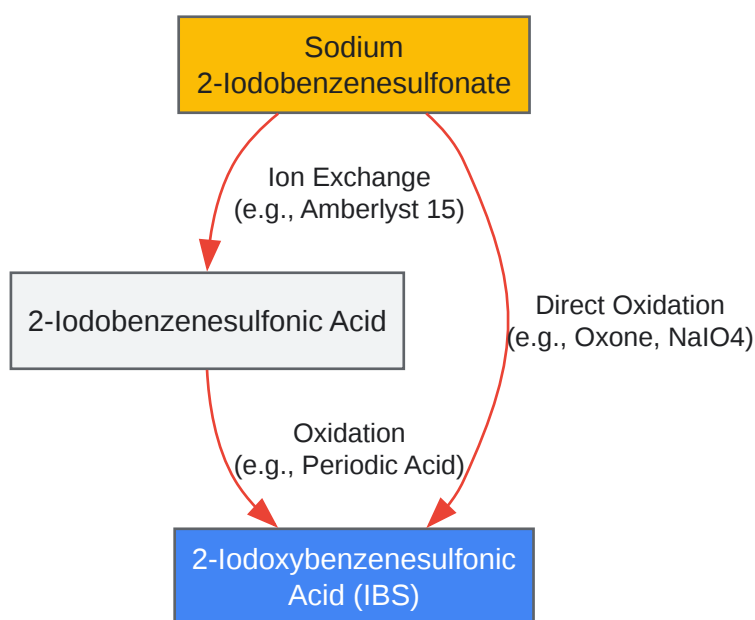 Sodium
2-Iodobenzenesulfonate
Ion Exchange
(e.g., Amberlyst 15)
2-Iodobenzenesulfonic Acid
Direct Oxidation
(e.g., Oxone, NaIO4)
Oxidation
(e.g., Periodic Acid)
2-Iodoxybenzenesulfonic
Acid (IBS)